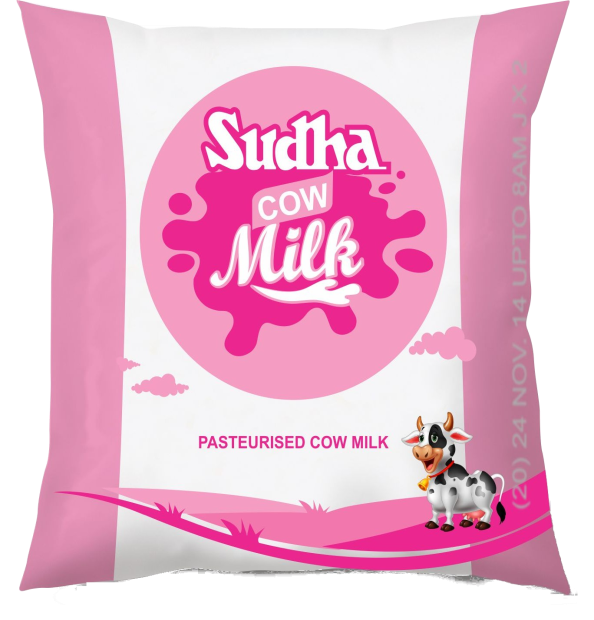 Sudha
COW
Milk
PASTEURISED COW MILK
(20) 24 NOV. 14 UPTO 8AM J X 2